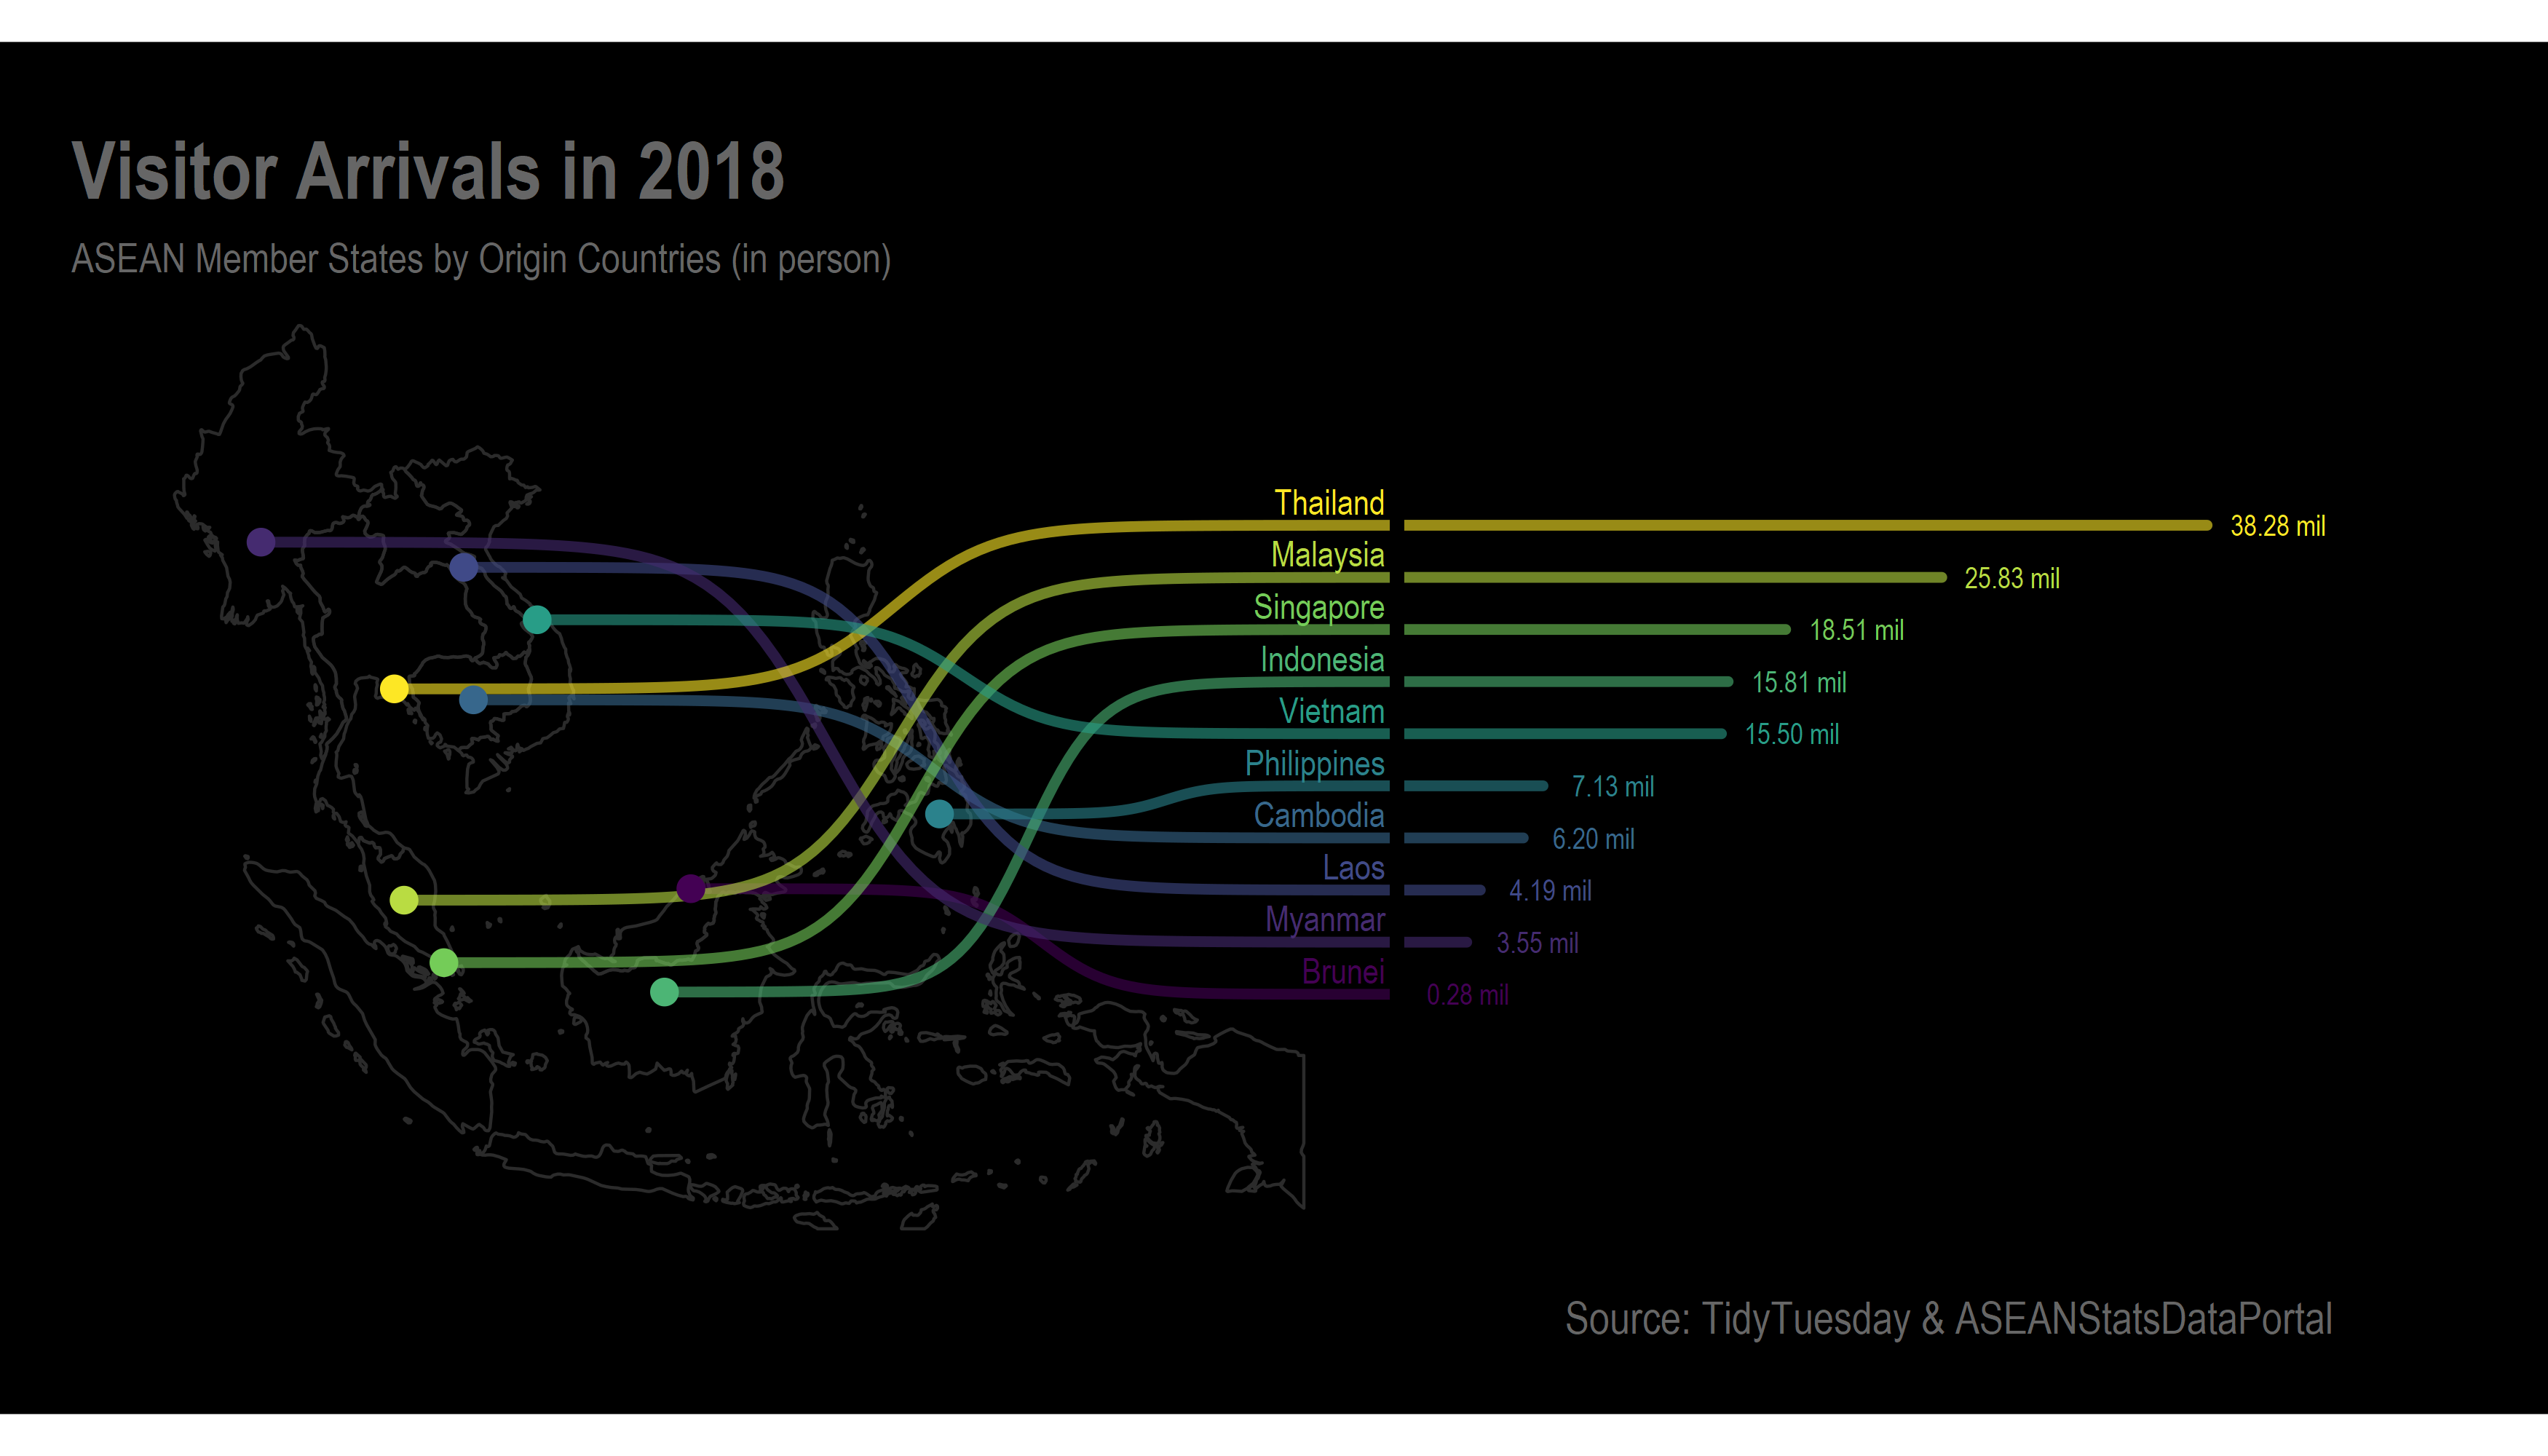 Visitor Arrivals in 2018
ASEAN Member States by Origin Countries (in person)
Thailand
38.28 mil
Malaysia
25.83 mil
Singapore
18.51 mil
Indonesia
15.81 mil
Vietnam
15.50 mil
Philippines
7.13 mil
Cambodia
6.20 mil
Laos
4.19 mil
Myanmar
3.55 mil
Brunei
0.28 mil
Source: TidyTuesday & ASEANStatsDataPortal